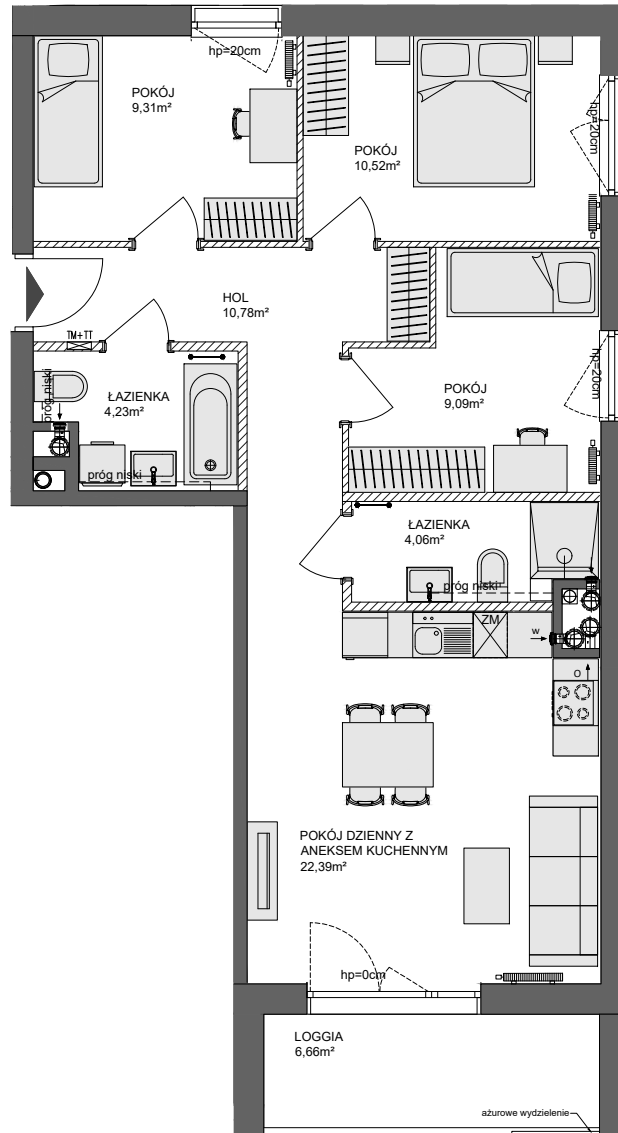 hp=20cm
POKÓJ
9,31m²
POKÓJ
10,52m²
hp=20cm
HOL
10,78m²
TM+TT
próg niski
ŁAZIENKA
4,23m²
próg niski
POKÓJ
9,09m²
hp=20cm
ŁAZIENKA
4,06m²
próg niski
ZM
w
O
POKÓJ DZIENNY Z
ANEKSEM KUCHENNYM
22,39m²
hp=0cm
LOGGIA
6,66m²
ażurowe wydzielenie